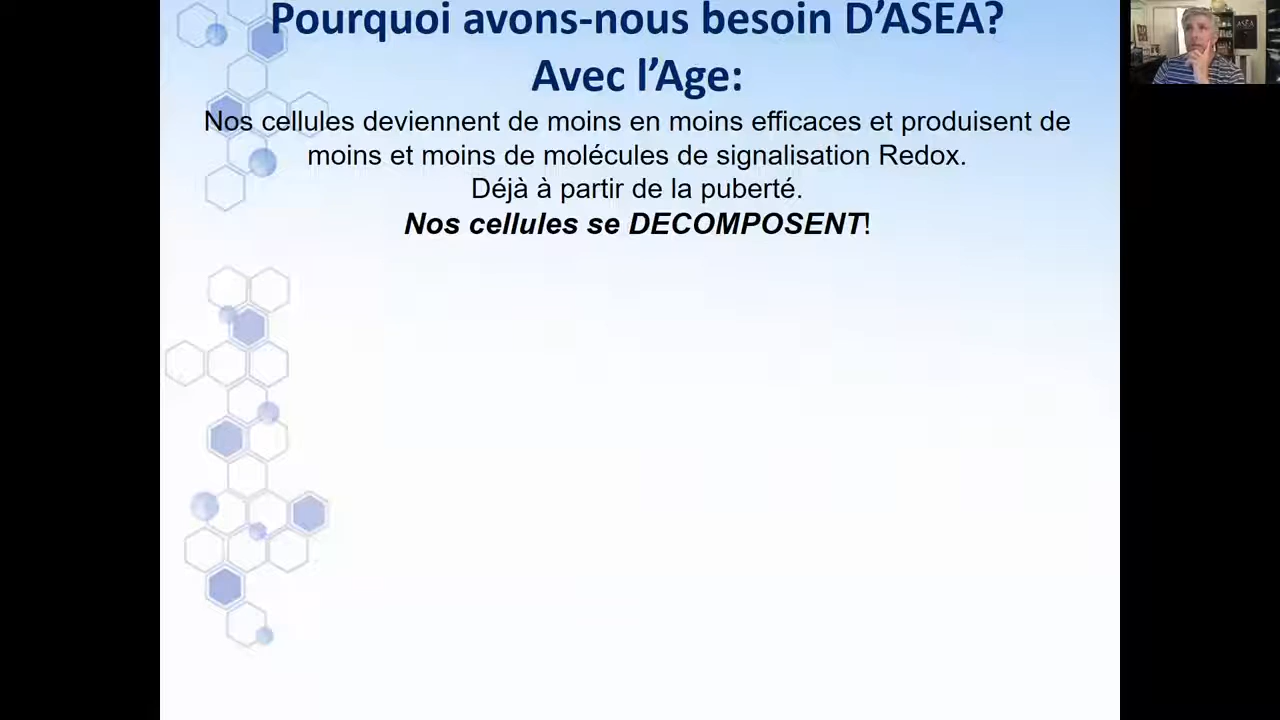 Pourquoi avons-nous besoin D’ASEA?
Avec l’Age:
Nos cellules deviennent de moins en moins efficaces et produisent de
moins et moins de molécules de signalisation Redox.
Déjà à partir de la puberté.
Nos cellules se DECOMPOSENT!
ASEA